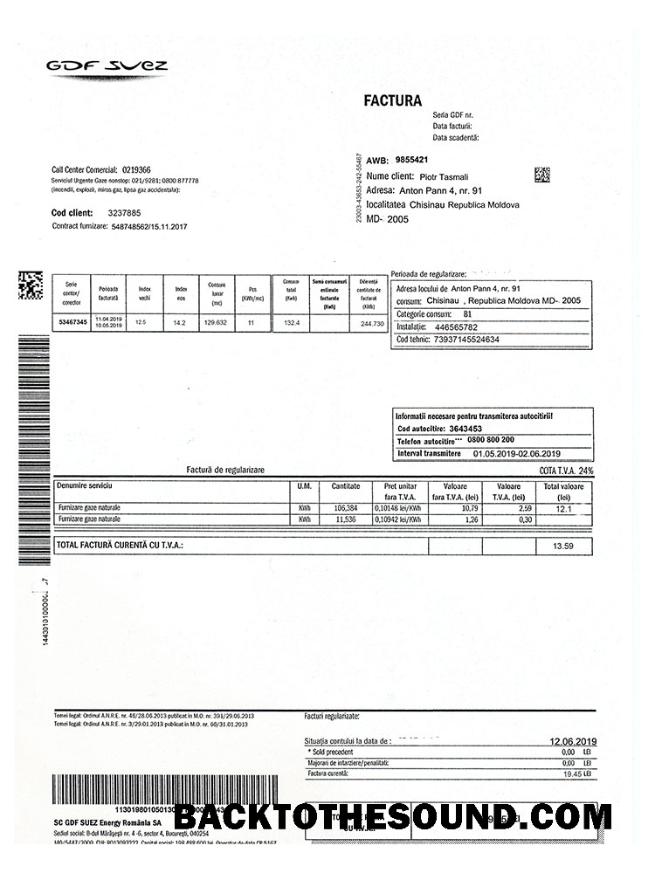 GDF SUEZ
FACTURA
Seria GDF nr.
Data facturii:
Data scadentă:
Call Center Comercial: 0219366
Serviciul Urgente Gaze nonstop: 021/9281; 0800-877778
(incendii, explozii, miros gaz, lipsa gaz accidentala):
Cod client: 3237885
Contract furnizare: 548748562/15.11.2017
23003-43653-242-55467
AWB: 9855421
Nume client: Piotr Tasmali
Adresa: Anton Pann 4, nr. 91
localitatea Chisinau Republica Moldova
MD- 2005
Perioada de regularizare:
Serie contor/ corector Perioada facturată Index vechi Index nou Consum lunar (mc) Pcs (KWh/mc) Consum total (KwH) Sumă consumuri estimate facturate (KwH) Diferență cantitate de facturat (KWh)
53467345 11.04.2019 10.05.2019 12.5 14.2 129.632 11 132.4 244.730
Adresa locului de Anton Pann 4, nr. 91
consum: Chisinau , Republica Moldova MD- 2005
Categorie consum: B1
Instalație: 446565782
Cod tehnic: 73937145524634
Informatii necesare pentru transmiterea autocitirii!
Cod autocitire: 3643453
Telefon autocitire*** 0800 800 200
Interval transmitere 01.05.2019-02.06.2019
Factură de regularizare COTA T.V.A. 24%
Denumire serviciu U.M. Cantitate Pret unitar fara T.V.A. Valoare fara T.V.A. (lei) Valoare T.V.A. (lei) Total valoare (lei)
Furnizare gaze naturale KWh 106,384 0,10148 lei/KWh 10,79 2,59 12.1
Furnizare gaze naturale KWh 11,536 0,10942 lei/KWh 1,26 0,30
TOTAL FACTURĂ CURENTĂ CU T.V.A.: 13.59
Temei legal: Ordinul A.N.R.E. nr. 46/28.06.2013 publicat in M.O. nr. 391/29.06.2013
Temei legal: Ordinul A.N.R.E. nr. 3/29.01.2013 publicat in M.O. nr. 66/31.01.2013
Facturi regularizate:
Situația contului la data de : 12.06.2019
* Sold precedent 0,00 LEI
Majorari de intarziere/penalitati: 0,00 LEI
Factura curentă: 19.45 LEI
BACKTOTHESOUND.COM
SC GDF SUEZ Energy România SA
Sediul social: B-dul Mărășești nr. 4-6, sector 4, București, 040254